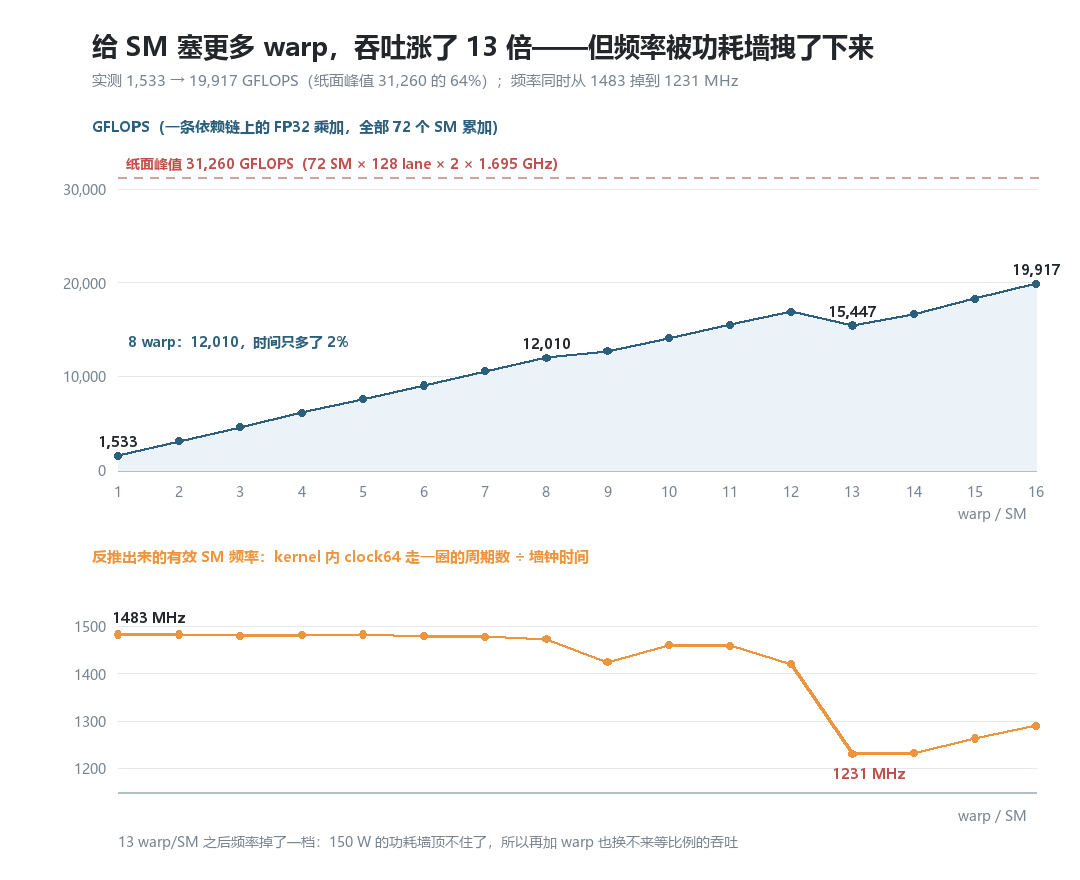 给 SM 塞更多 warp，吞吐涨了 13 倍——但频率被功耗墙拽了下来
实测 1,533 → 19,917 GFLOPS（纸面峰值 31,260 的 64%）；频率同时从 1483 掉到 1231 MHz
GFLOPS（一条依赖链上的 FP32 乘加，全部 72 个 SM 累加）
纸面峰值 31,260 GFLOPS（72 SM × 128 lane × 2 × 1.695 GHz）
30,000
20,000
10,000
0
19,917
15,447
12,010
8 warp：12,010，时间只多了 2%
1,533
1 2 3 4 5 6 7 8 9 10 11 12 13 14 15 16
warp / SM
反推出来的有效 SM 频率：kernel 内 clock64 走一圈的周期数 ÷ 墙钟时间
1483 MHz
1500
1400
1300
1200
1231 MHz
warp / SM
13 warp/SM 之后频率掉了一档：150 W 的功耗墙顶不住了，所以再加 warp 也换不来等比例的吞吐